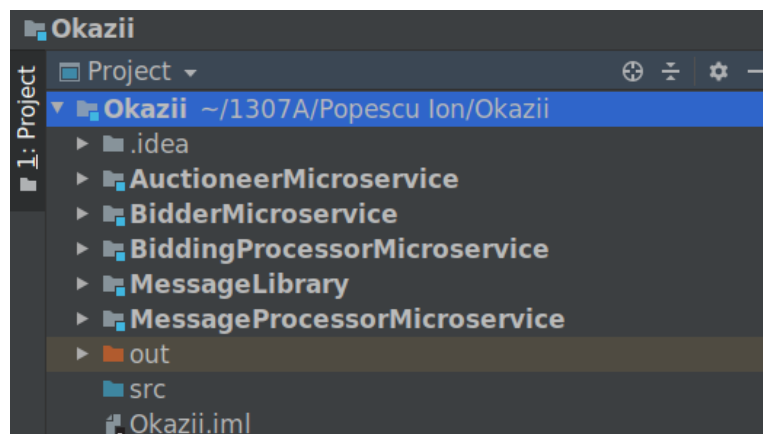 Okazii
1: Project
Project
Okazii ~/1307A/Popescu Ion/Okazii
.idea
AuctioneerMicroservice
BidderMicroservice
BiddingProcessorMicroservice
MessageLibrary
MessageProcessorMicroservice
out
src
Okazii.iml